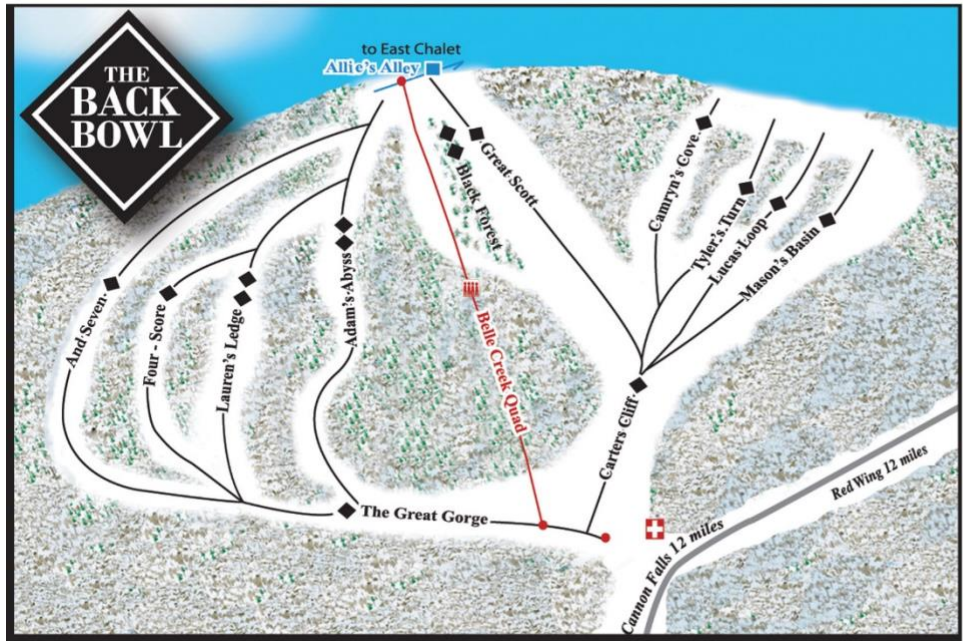 THE
BACK
BOWL
to East Chalet
Allie's Alley
Great Scott
Black Forest
Camryn's Cove
Tyler's Turn
Lucas Loop
Mason's Basin
And Seven
Four - Score
Lauren's Ledge
Adam's Abyss
Belle Creek Quad
Carters Cliff
The Great Gorge
Red Wing 12 miles
Cannon Falls 12 miles